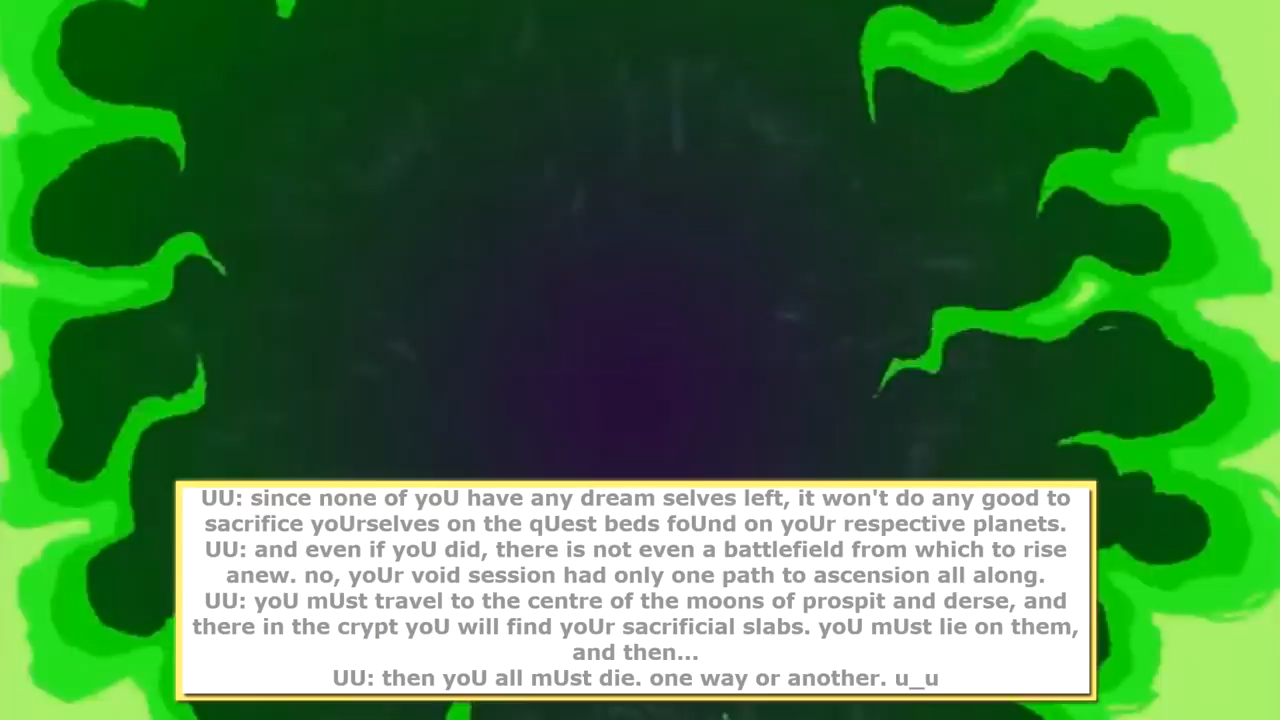 UU: since none of yoU have any dream selves left, it won't do any good to
sacrifice yoUrselves on the qUest beds foUnd on yoUr respective planets.
UU: and even if yoU did, there is not even a battlefield from which to rise
anew. no, yoUr void session had only one path to ascension all along.
UU: yoU mUst travel to the centre of the moons of prospit and derse, and
there in the crypt yoU will find yoUr sacrificial slabs. yoU mUst lie on them,
and then...
UU: then yoU all mUst die. one way or another. u_u